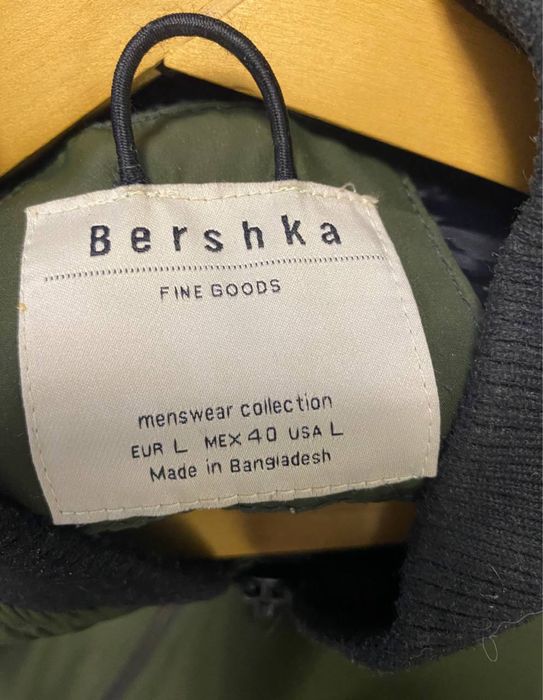 Bershka
FINE GOODS
menswear collection
EUR L MEX 40 USA L
Made in Bangladesh